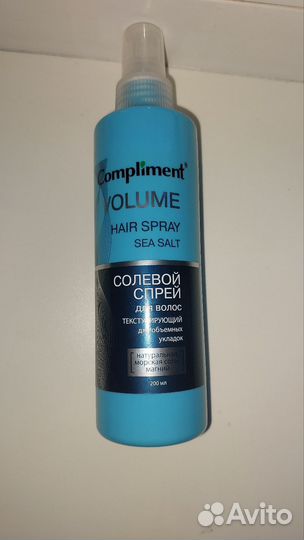 Compliment
VOLUME
HAIR SPRAY
SEA SALT
СОЛЕВОЙ
СПРЕЙ
для волос
ТЕКСТУРИРУЮЩИЙ
для объемных
укладок
натуральная
морская соль
магний
200 мл
Avito